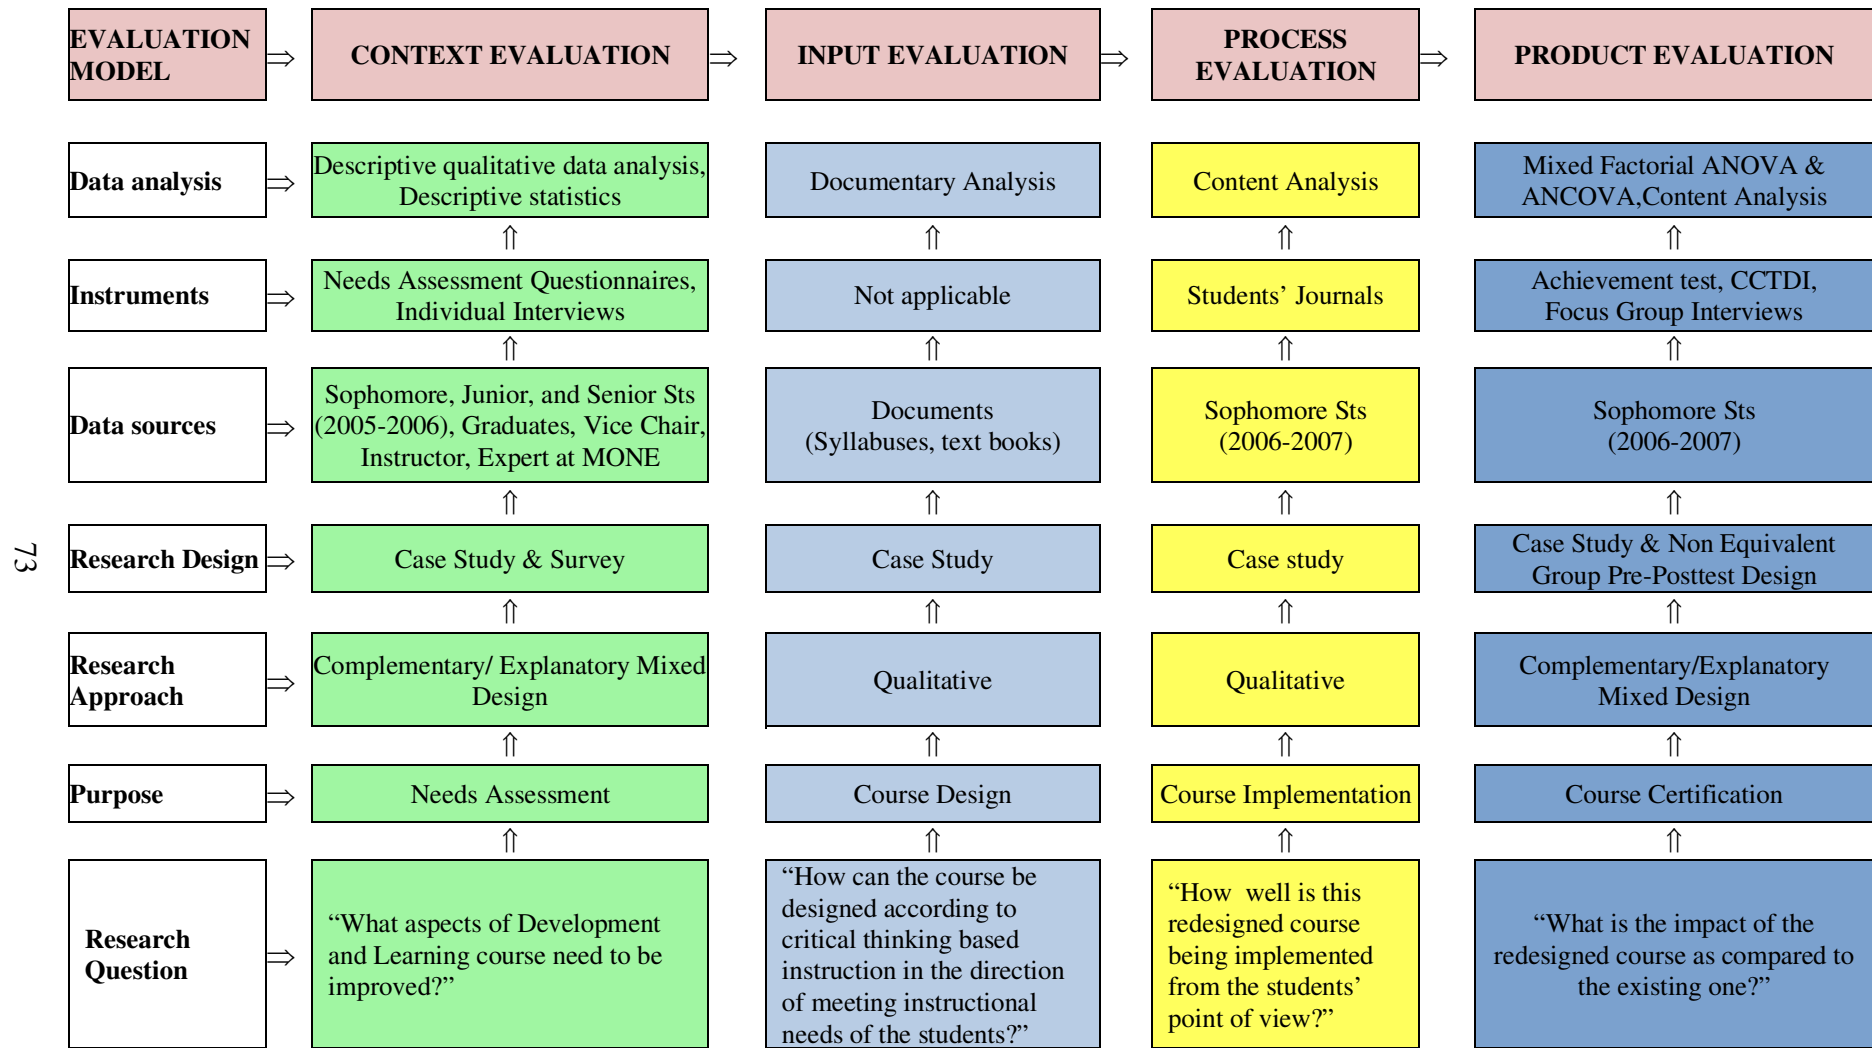 EVALUATION
MODEL
⇒
CONTEXT EVALUATION
⇒
INPUT EVALUATION
⇒
PROCESS
EVALUATION
⇒
PRODUCT EVALUATION
Data analysis
⇒
Descriptive qualitative data analysis,
Descriptive statistics
Documentary Analysis
Content Analysis
Mixed Factorial ANOVA &
ANCOVA,Content Analysis
⇑
⇑
⇑
⇑
Instruments
⇒
Needs Assessment Questionnaires,
Individual Interviews
Not applicable
Students’ Journals
Achievement test, CCTDI,
Focus Group Interviews
⇑
⇑
⇑
⇑
Data sources
⇒
Sophomore, Junior, and Senior Sts
(2005-2006), Graduates, Vice Chair,
Instructor, Expert at MONE
Documents
(Syllabuses, text books)
Sophomore Sts
(2006-2007)
Sophomore Sts
(2006-2007)
⇑
⇑
⇑
⇑
73
Research Design
⇒
Case Study & Survey
Case Study
Case study
Case Study & Non Equivalent
Group Pre-Posttest Design
⇑
⇑
⇑
⇑
Research
Approach
⇒
Complementary/ Explanatory Mixed
Design
Qualitative
Qualitative
Complementary/Explanatory
Mixed Design
⇑
⇑
⇑
⇑
Purpose
⇒
Needs Assessment
Course Design
Course Implementation
Course Certification
⇑
⇑
⇑
⇑
Research
Question
⇒
“What aspects of Development
and Learning course need to be
improved?”
“How can the course be
designed according to
critical thinking based
instruction in the direction
of meeting instructional
needs of the students?”
“How  well is this
redesigned course
being implemented
from the students’
point of view?”
“What is the impact of the
redesigned course as compared to
the existing one?”